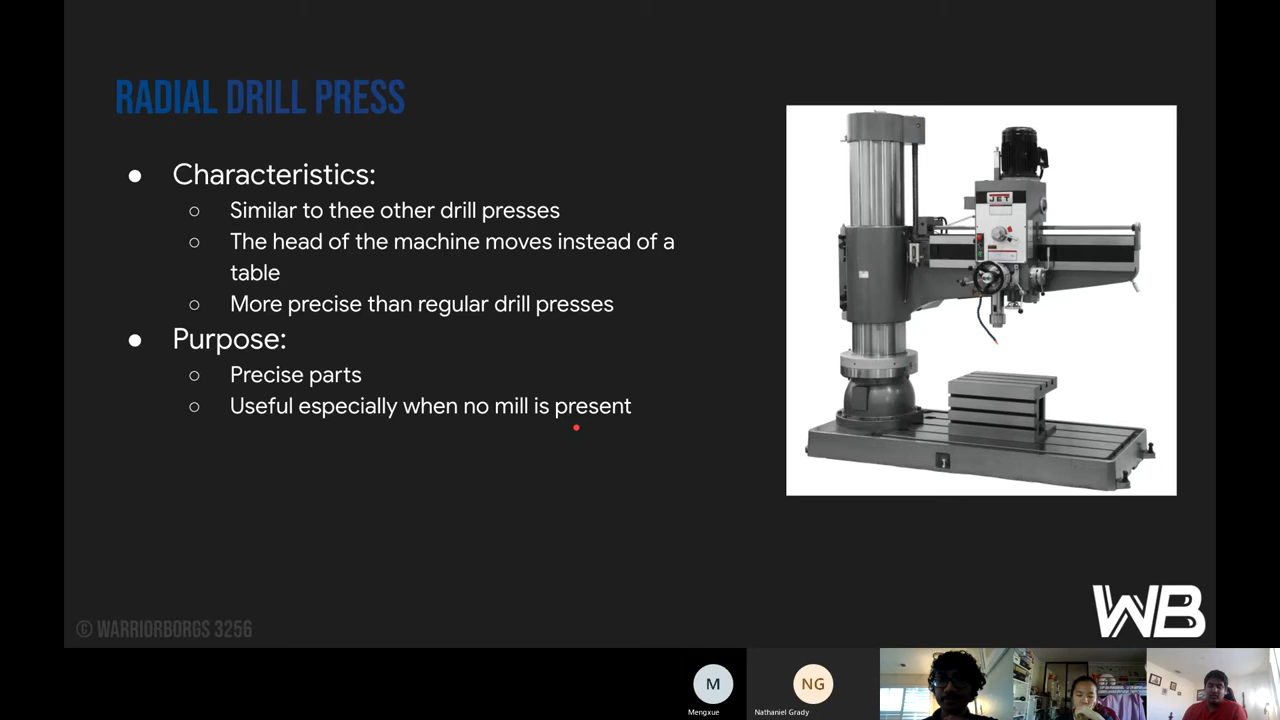 RADIAL DRILL PRESS
● Characteristics:
○ Similar to thee other drill presses
○ The head of the machine moves instead of a
table
○ More precise than regular drill presses
● Purpose:
○ Precise parts
○ Useful especially when no mill is present
JET
© WARRIORBORGS 3256
WB
M
NG
Mengxue
Nathaniel Grady